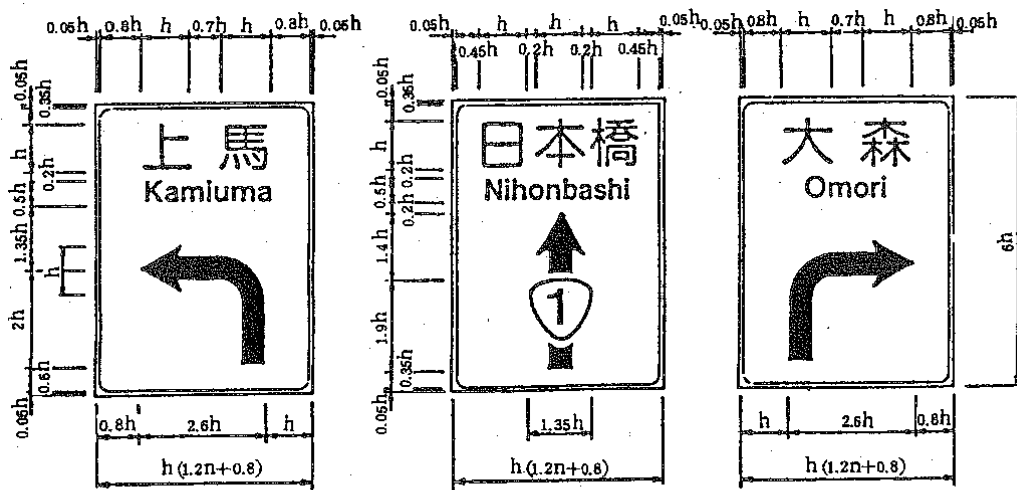 0.05h 0.8h h 0.7h h 0.8h 0.05h
0.05h 0.35h h 0.2h 0.5h 1.35h h 2h 0.6h 0.05h
上 馬
Kamiuma
0.8h 2.6h h
h (1.2n+0.8)
0.05h h h h 0.05h
0.45h 0.2h 0.2h 0.45h
0.05h 0.35h h 0.2h 0.5h 0.2h 1.4h 1.9h 0.35h
日本橋
Nihonbashi
1
1.35h
h (1.2n+0.8)
0.05h 0.8h h 0.7h h 0.8h 0.05h
大 森
Omori
6h
h 2.6h 0.8h
h (1.2n+0.8)